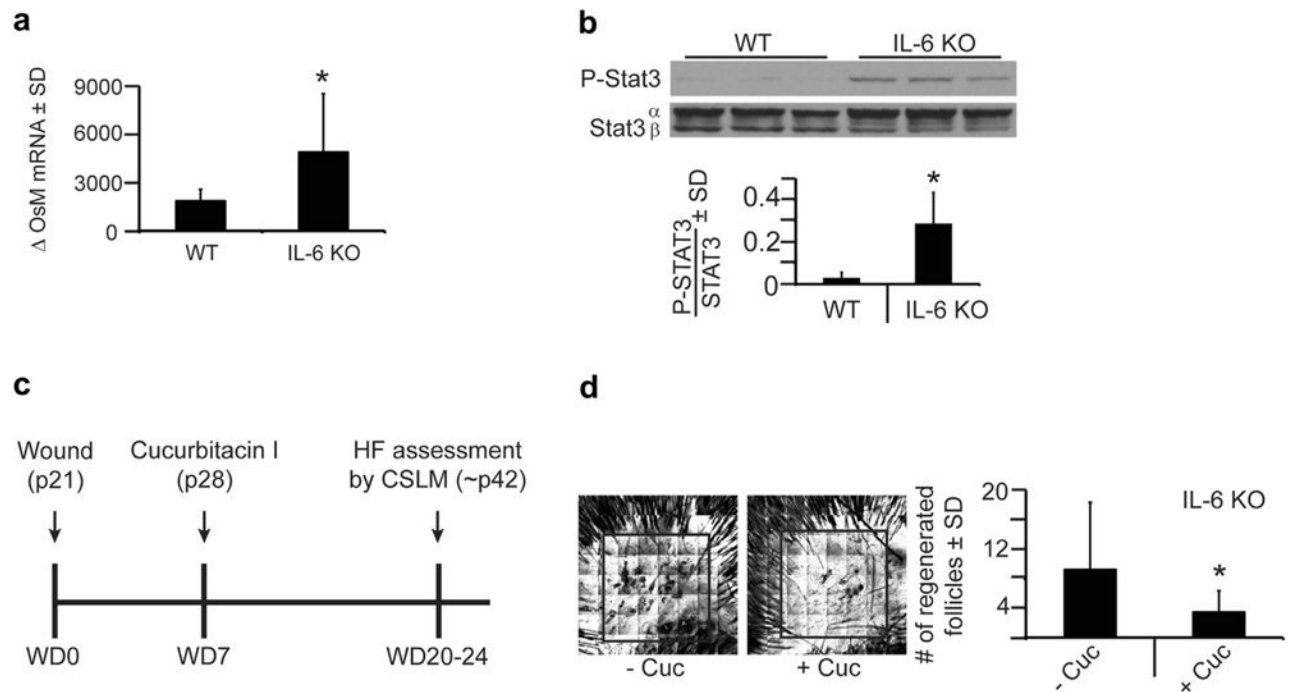 a
Δ OsM mRNA ± SD
9000
6000
3000
0
*
WT
IL-6 KO
b
WT
IL-6 KO
P-Stat3
Stat3 α
β
P-STAT3
STAT3
± SD
0.4
0.2
0
*
WT
IL-6 KO
c
Wound
(p21)
Cucurbitacin I
(p28)
HF assessment
by CSLM (~p42)
WD0
WD7
WD20-24
d
- Cuc
+ Cuc
# of regenerated
follicles ± SD
20
12
4
IL-6 KO
*
- Cuc
+ Cuc